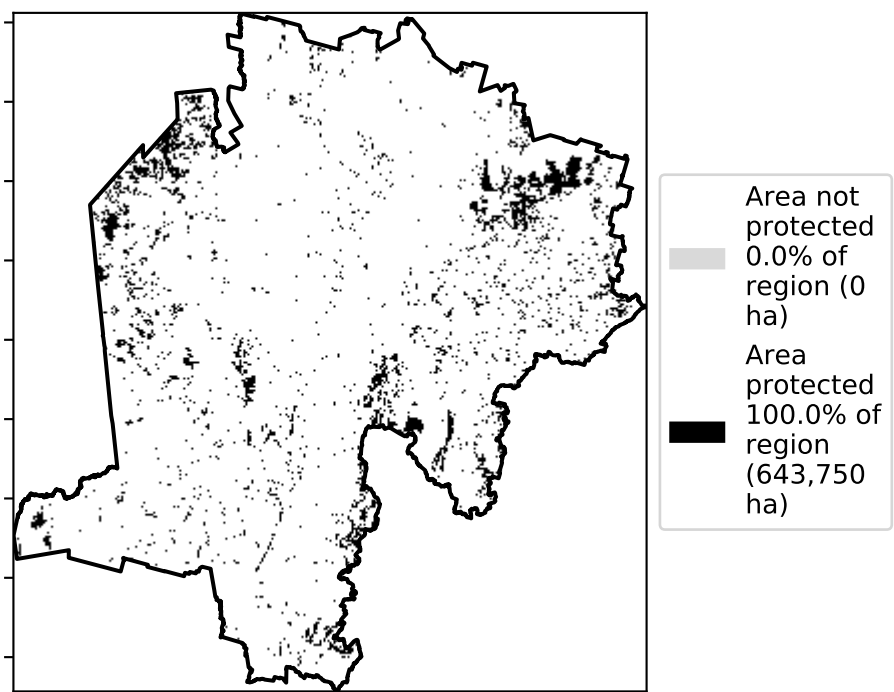 Area not
protected
0.0% of
region (0
ha)
Area
protected
100.0% of
region
(643,750
ha)